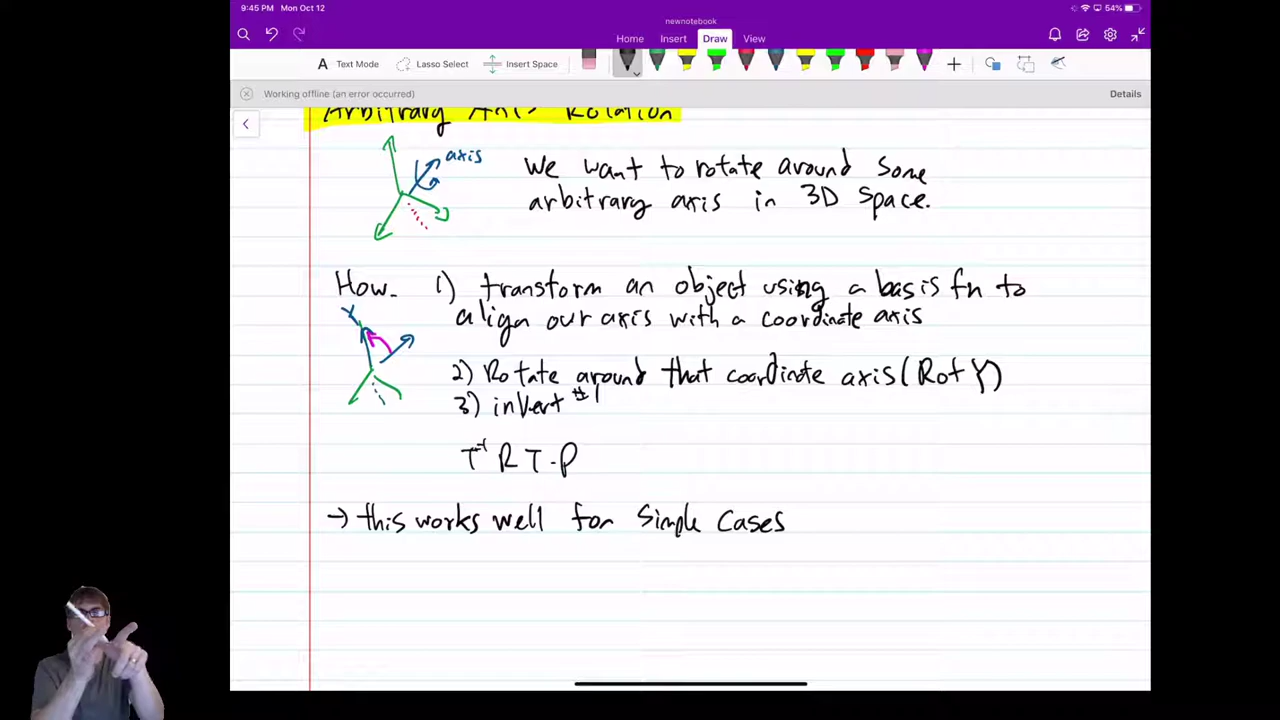 9:45 PM Mon Oct 12
54%
newnotebook
Home Insert Draw View
Text Mode Lasso Select Insert Space
Working offline (an error occurred) Details
Arbitrary Axis Rotation
axis
We want to rotate around some
arbitrary axis in 3D space.
How. 1) transform an object using a basis fn to
align our axis with a coordinate axis
Y
2) Rotate around that coordinate axis (Rot Y)
3) invert #1
T⁻¹ R T · P
→ this works well for simple cases